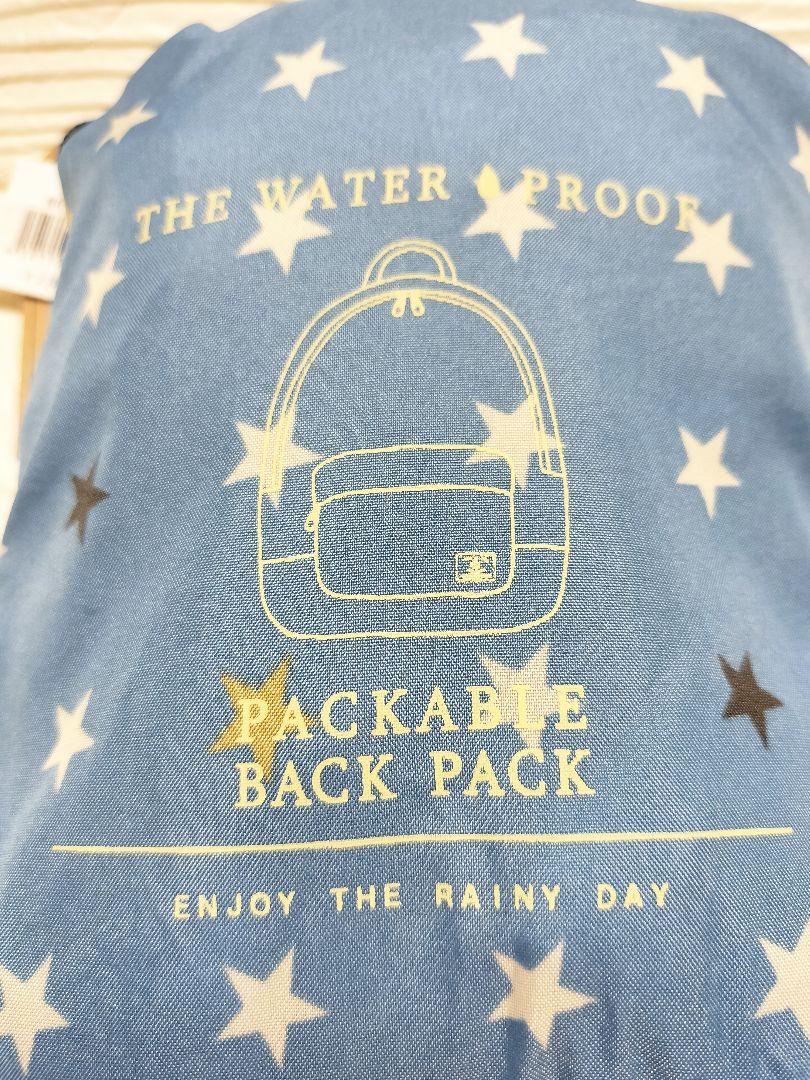 THE WATER PROOF
PACKABLE
BACK PACK
ENJOY THE RAINY DAY